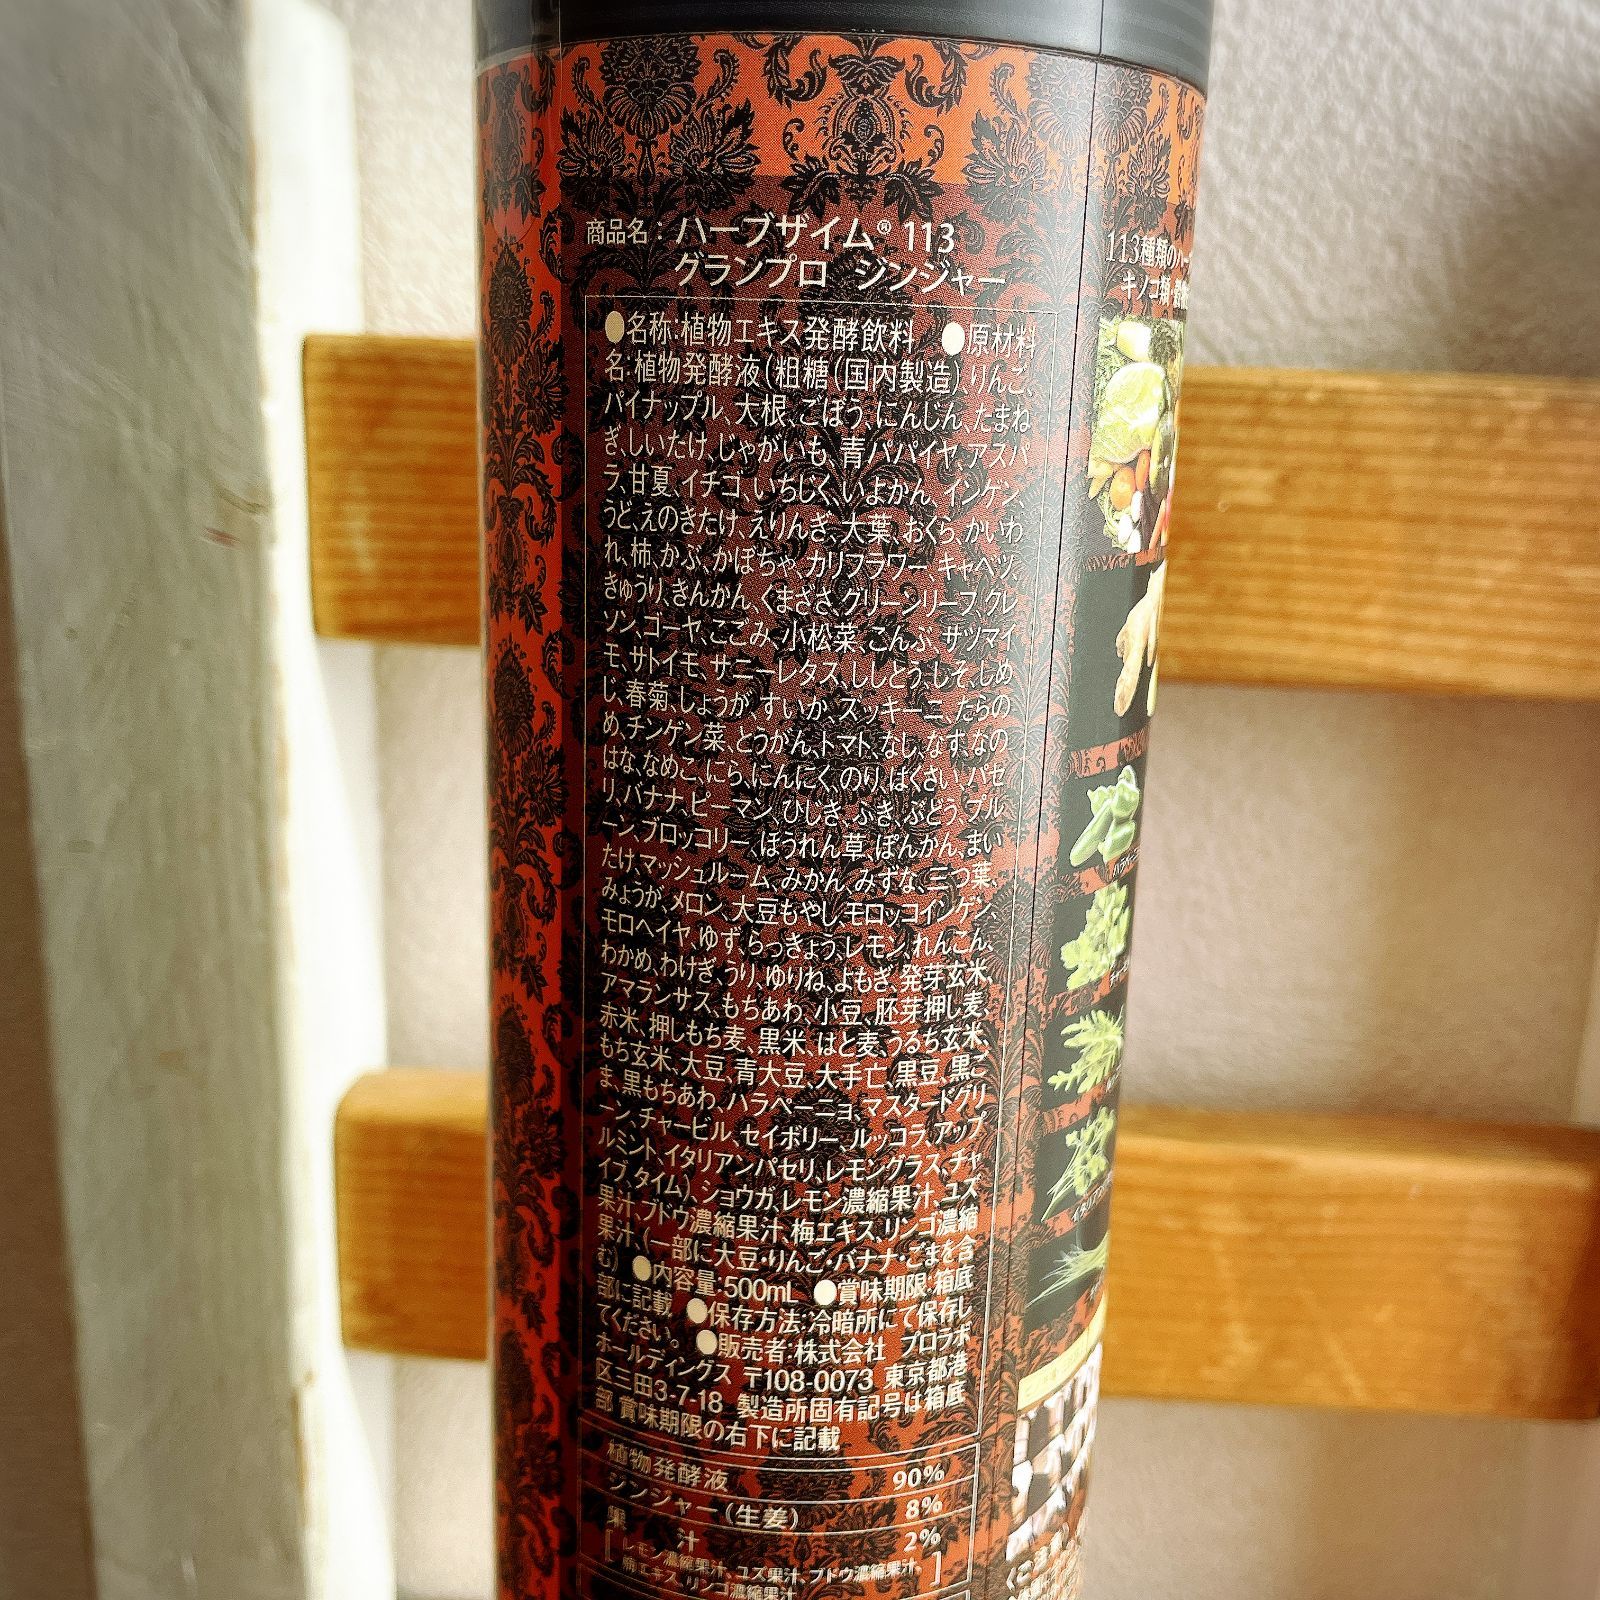 商品名：ハーブザイム® 113
グランプロ ジンジャー
●名称：植物エキス発酵飲料 ●原材料
名：植物発酵液（粗糖（国内製造）、りんご、
パイナップル、大根、ごぼう、にんじん、たまね
ぎ、しいたけ、じゃがいも、青パパイヤ、アスパ
ラ、甘夏、イチゴ、いちじく、いよかん、インゲン、
うど、えのきたけ、えりんぎ、大葉、おくら、かいわ
れ、柿、かぶ、かぼちゃ、カリフラワー、キャベツ、
きゅうり、きんかん、くまざさ、グリーンリーフ、クレ
ソン、ゴーヤ、こごみ、小松菜、こんぶ、サツマイ
モ、サトイモ、サニーレタス、ししとう、しそ、しめ
じ、春菊、しょうが、すいか、ズッキーニ、たらの
め、チンゲン菜、とうがん、トマト、なし、なす、なの
はな、なめこ、にら、にんにく、のり、はくさい、パセ
リ、バナナ、ピーマン、ひじき、ふき、ぶどう、プル
ーン、ブロッコリー、ほうれん草、ぽんかん、まい
たけ、マッシュルーム、みかん、みずな、三つ葉、
みょうが、メロン、大豆もやし、モロッコインゲン、
モロヘイヤ、ゆず、らっきょう、レモン、れんこん、
わかめ、わけぎ、うり、ゆりね、よもぎ、発芽玄米、
アマランサス、もちあわ、小豆、胚芽押し麦、
赤米、押しもち麦、黒米、はと麦、うるち玄米、
もち玄米、大豆、青大豆、大手亡、黒豆、黒ご
ま、黒もちあわ、ハラペーニョ、マスタードグリ
ーン、チャービル、セイボリー、ルッコラ、アップ
ルミント、イタリアンパセリ、レモングラス、チャ
イブ、タイム）、ショウガ、レモン濃縮果汁、ユズ
果汁、ブドウ濃縮果汁、梅エキス、リンゴ濃縮
果汁（一部に大豆・りんご・バナナ・ごまを含
む） ●内容量：500mL ●賞味期限：箱底
部に記載 ●保存方法：冷暗所にて保存し
てください。 ●販売者：株式会社 プロラボ
ホールディングス 〒108-0073 東京都港
区三田3-7-18 製造所固有記号は箱底
部 賞味期限の右下に記載
植物発酵液 90%
ジンジャー（生姜） 8%
果 汁 2%
[レモン濃縮果汁、ユズ果汁、ブドウ濃縮果汁、
梅エキス、リンゴ濃縮果汁]
113種類のハー
キノコ類・